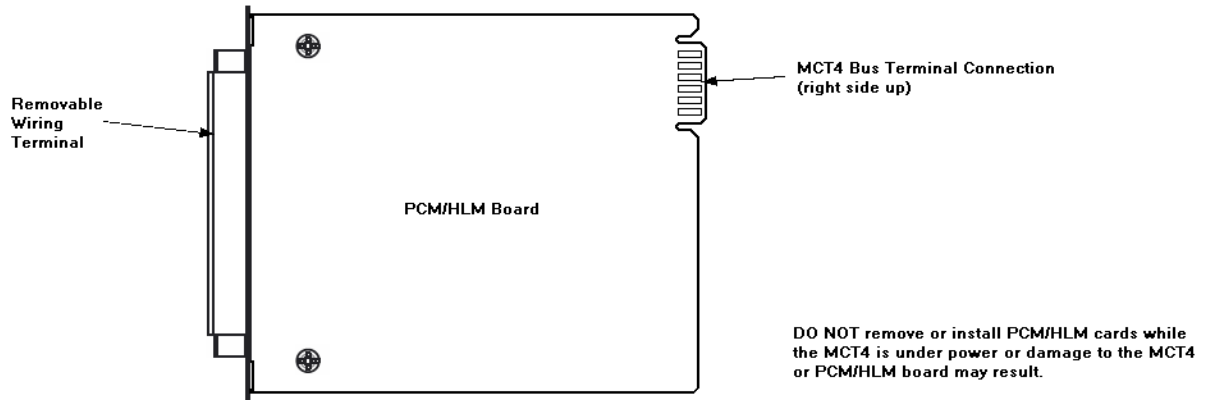 MCT4 Bus Terminal Connection
(right side up)
Removable
Wiring
Terminal
PCM/HLM Board
DO NOT remove or install PCM/HLM cards while
the MCT4 is under power or damage to the MCT4
or PCM/HLM board may result.